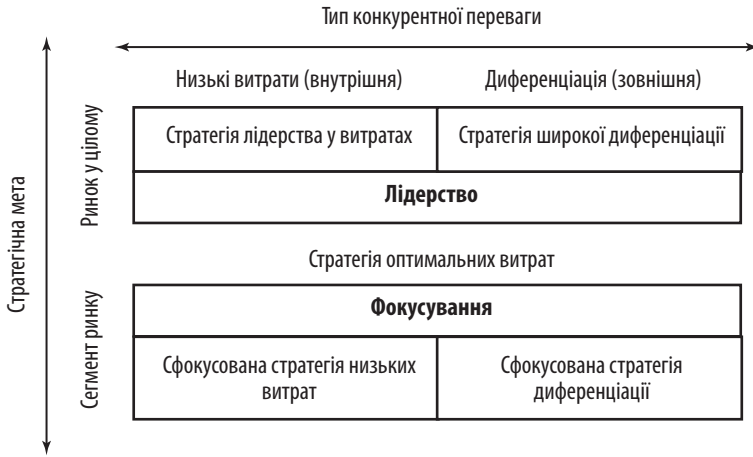 Тип конкурентної переваги
Низькі витрати (внутрішня)
Диференціація (зовнішня)
Стратегічна мета
Ринок у цілому
Стратегія лідерства у витратах
Стратегія широкої диференціації
Лідерство
Стратегія оптимальних витрат
Сегмент ринку
Фокусування
Сфокусована стратегія низьких
витрат
Сфокусована стратегія
диференціації